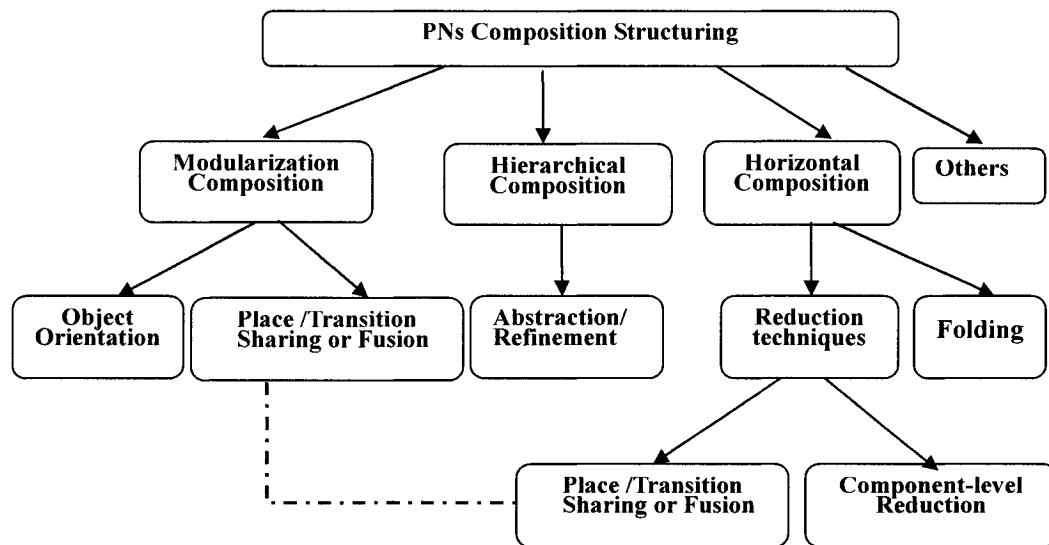 PNs Composition Structuring
Modularization
Composition
Hierarchical
Composition
Horizontal
Composition
Others
Object
Orientation
Place /Transition
Sharing or Fusion
Abstraction/
Refinement
Reduction
techniques
Folding
Place /Transition
Sharing or Fusion
Component-level
Reduction